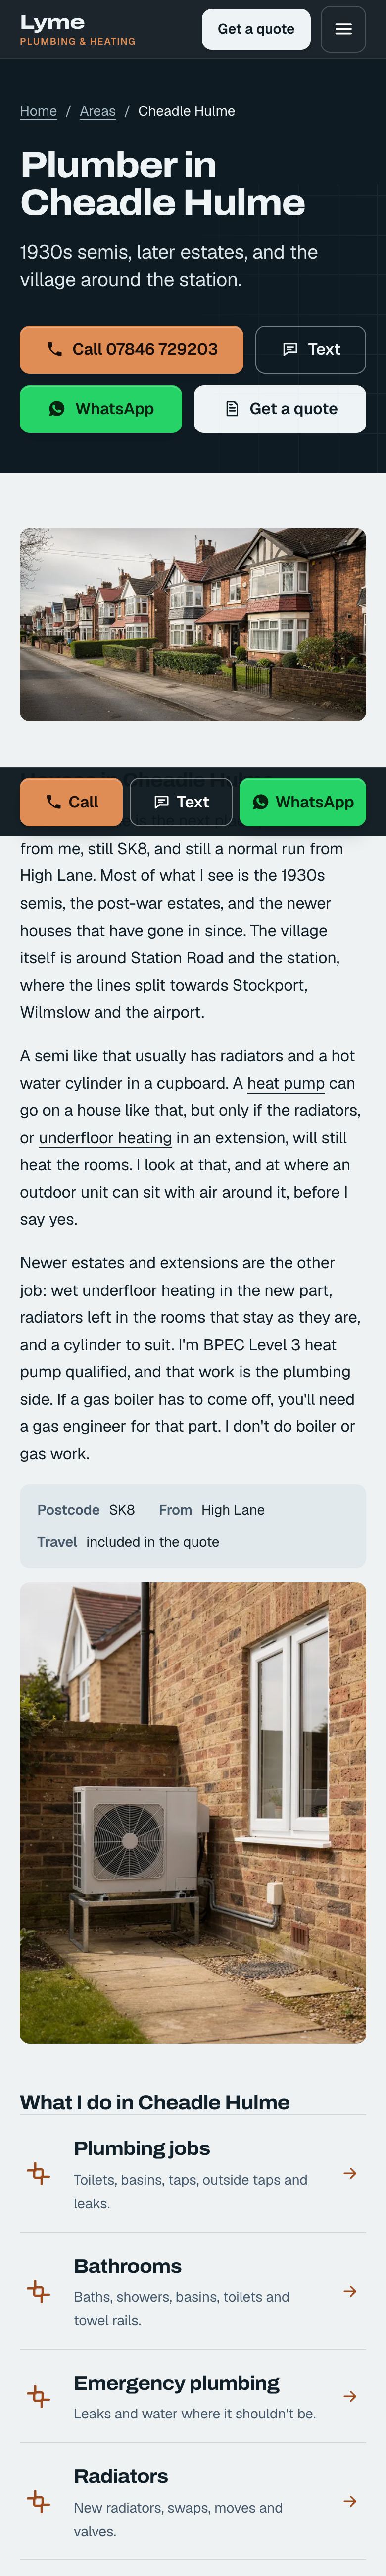 Lyme
PLUMBING & HEATING
Get a quote
Home / Areas / Cheadle Hulme
Plumber in
Cheadle Hulme
1930s semis, later estates, and the
village around the station.
Call 07846 729203
Text
WhatsApp
Get a quote
Cheadle Hulme
Call
Text
WhatsApp
is the next
from me, still SK8, and still a normal run from
High Lane. Most of what I see is the 1930s
semis, the post-war estates, and the newer
houses that have gone in since. The village
itself is around Station Road and the station,
where the lines split towards Stockport,
Wilmslow and the airport.
A semi like that usually has radiators and a hot
water cylinder in a cupboard. A heat pump can
go on a house like that, but only if the radiators,
or underfloor heating in an extension, will still
heat the rooms. I look at that, and at where an
outdoor unit can sit with air around it, before I
say yes.
Newer estates and extensions are the other
job: wet underfloor heating in the new part,
radiators left in the rooms that stay as they are,
and a cylinder to suit. I'm BPEC Level 3 heat
pump qualified, and that work is the plumbing
side. If a gas boiler has to come off, you'll need
a gas engineer for that part. I don't do boiler or
gas work.
Postcode SK8 From High Lane
Travel included in the quote
What I do in Cheadle Hulme
Plumbing jobs
Toilets, basins, taps, outside taps and
leaks.
Bathrooms
Baths, showers, basins, toilets and
towel rails.
Emergency plumbing
Leaks and water where it shouldn't be.
Radiators
New radiators, swaps, moves and
valves.